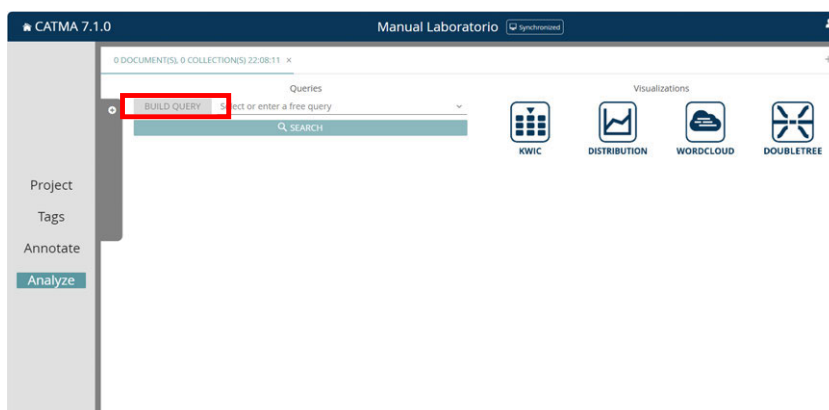 CATMA 7.1.0
Manual Laboratorio
Synchronized
0 DOCUMENT(S), 0 COLLECTION(S) 22:08:11 ×
Queries
BUILD QUERY
Select or enter a free query
SEARCH
Visualizations
KWIC
DISTRIBUTION
WORDCLOUD
DOUBLETREE
Project
Tags
Annotate
Analyze